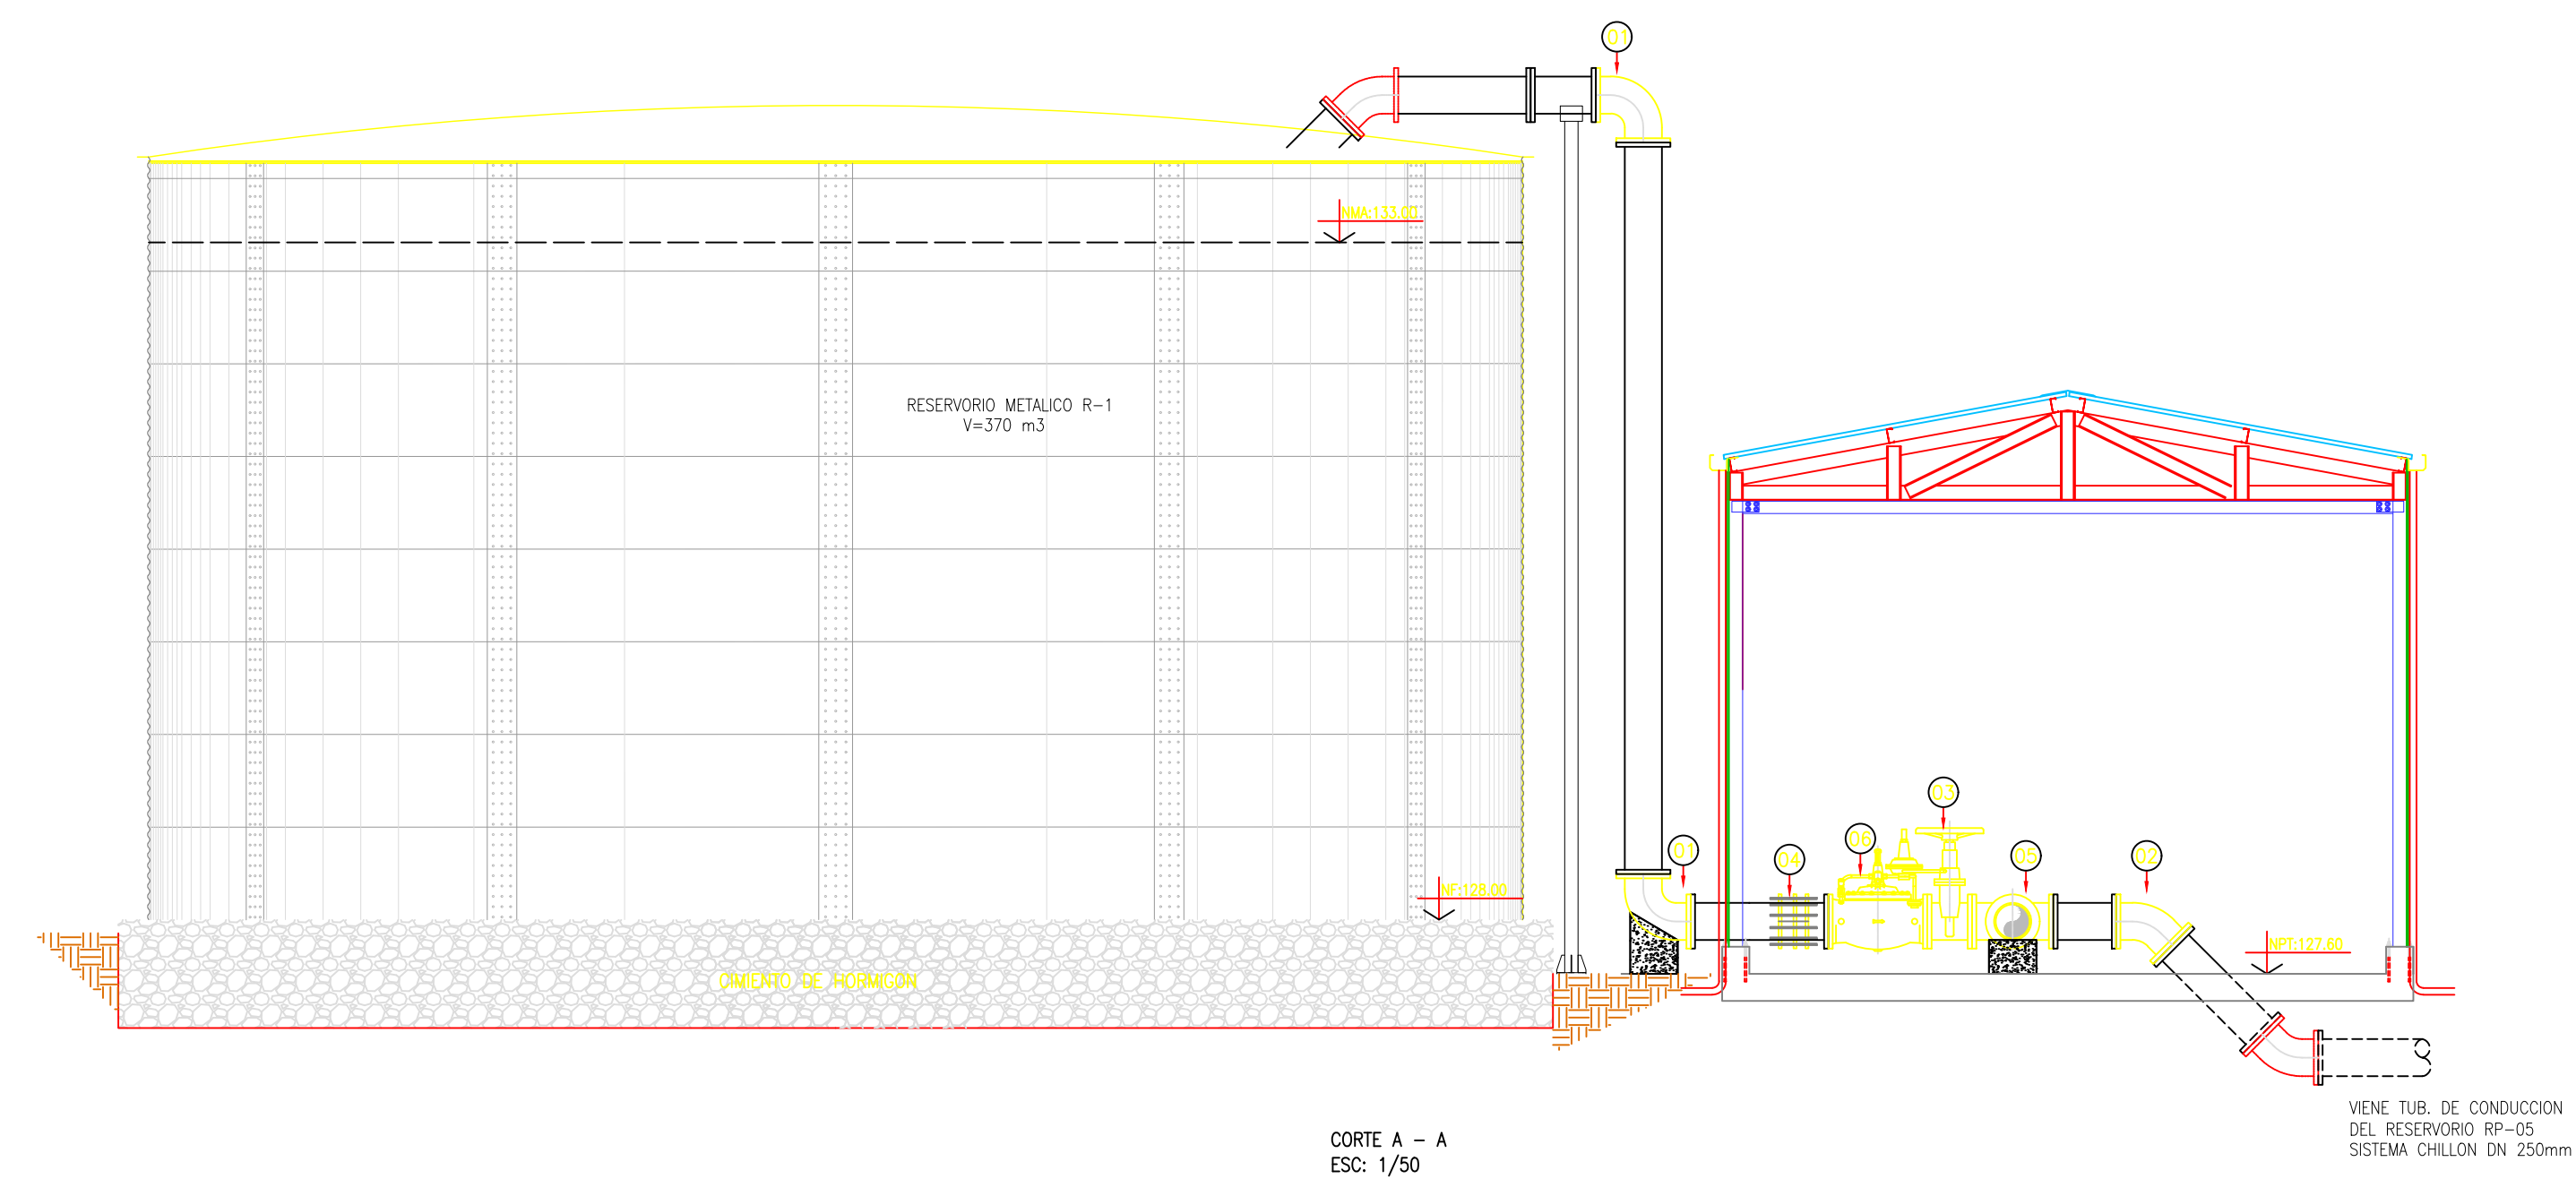 01
NMA:133.00
RESERVORIO METALICO R-1
V=370 m3
03
06
01
04
05
02
NF:128.00
NPT:127.60
CIMIENTO DE HORMIGON
VIENE TUB. DE CONDUCCION
DEL RESERVORIO RP-05
SISTEMA CHILLON DN 250mm
CORTE A - A
ESC: 1/50